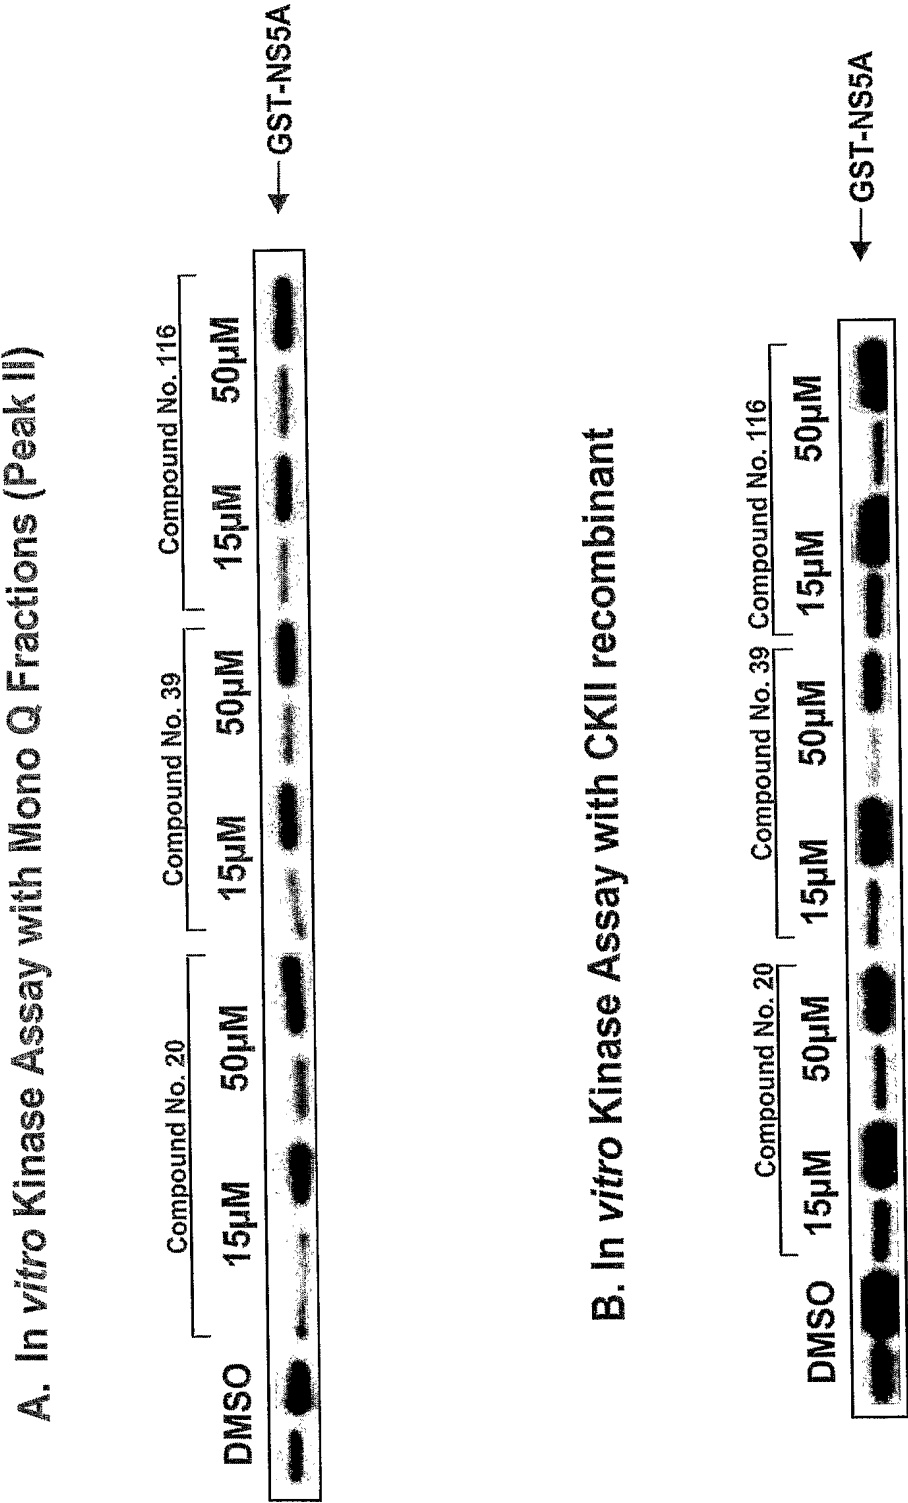 A. In vitro Kinase Assay with Mono Q Fractions (Peak II)
Compound No. 20 Compound No. 39 Compound No. 116
DMSO 15µM 50µM 15µM 50µM 15µM 50µM
GST-NS5A
B. In vitro Kinase Assay with CKII recombinant
Compound No. 20 Compound No. 39 Compound No. 116
DMSO 15µM 50µM 15µM 50µM 15µM 50µM
GST-NS5A